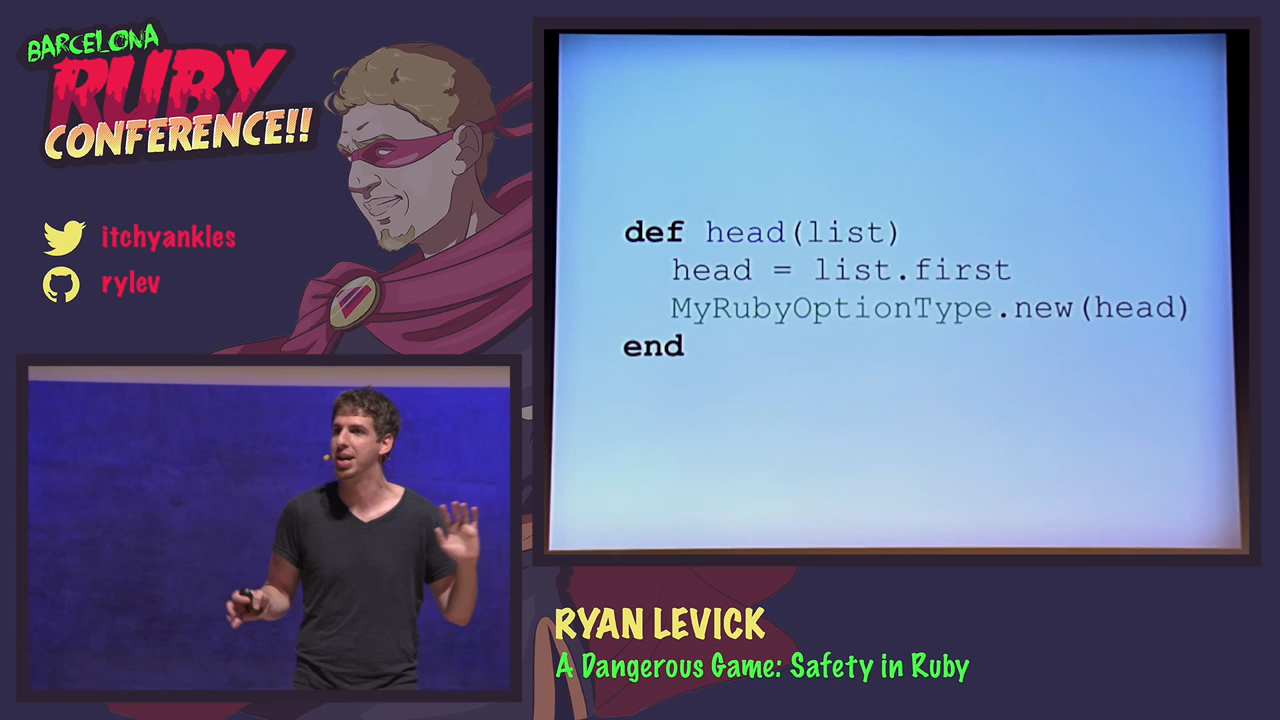 BARCELONA
RUBY
CONFERENCE!!
itchyankles
rylev
def head(list)
head = list.first
MyRubyOptionType.new(head)
end
RYAN LEVICK
A Dangerous Game: Safety in Ruby